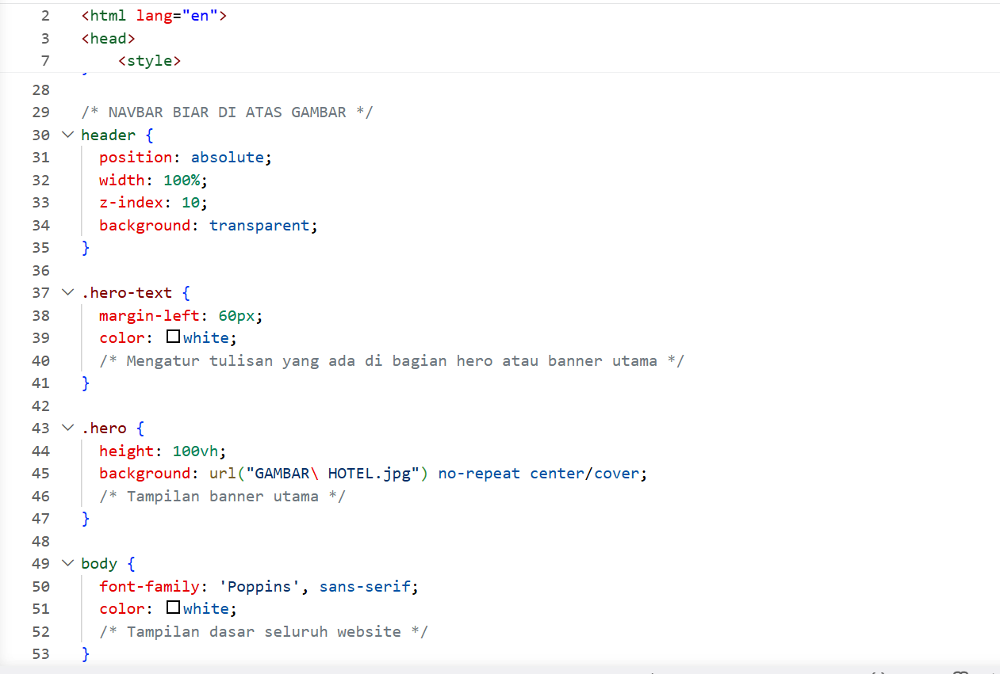 2 <html lang="en">
3 <head>
7 <style>
28
29 /* NAVBAR BIAR DI ATAS GAMBAR */
30 header {
31 position: absolute;
32 width: 100%;
33 z-index: 10;
34 background: transparent;
35 }
36
37 .hero-text {
38 margin-left: 60px;
39 color: white;
40 /* Mengatur tulisan yang ada di bagian hero atau banner utama */
41 }
42
43 .hero {
44 height: 100vh;
45 background: url("GAMBAR\ HOTEL.jpg") no-repeat center/cover;
46 /* Tampilan banner utama */
47 }
48
49 body {
50 font-family: 'Poppins', sans-serif;
51 color: white;
52 /* Tampilan dasar seluruh website */
53 }